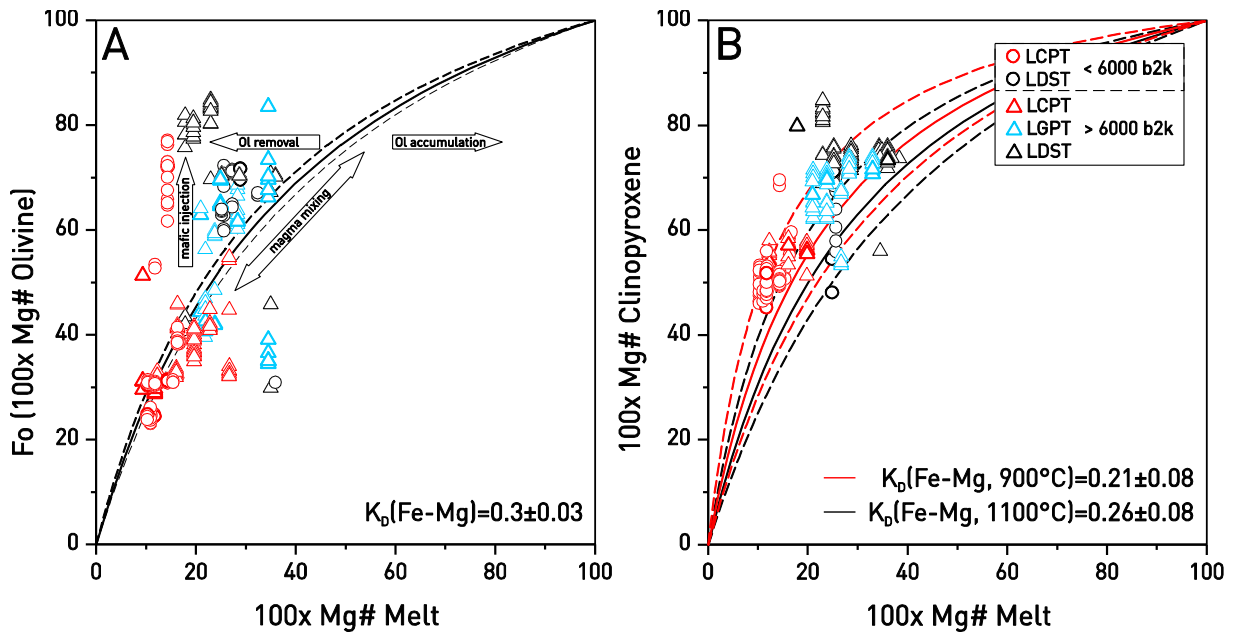 A
100
80
60
40
20
0
Fo (100x Mg# Olivine)
Ol removal
Ol accumulation
mafic injection
magma mixing
K_D(Fe-Mg)=0.3±0.03
0 20 40 60 80 100
100x Mg# Melt
B
100
80
60
40
20
0
100x Mg# Clinopyroxene
LCPT
LDST
< 6000 b2k
LCPT
LGPT
LDST
> 6000 b2k
K_D(Fe-Mg, 900°C)=0.21±0.08
K_D(Fe-Mg, 1100°C)=0.26±0.08
0 20 40 60 80 100
100x Mg# Melt